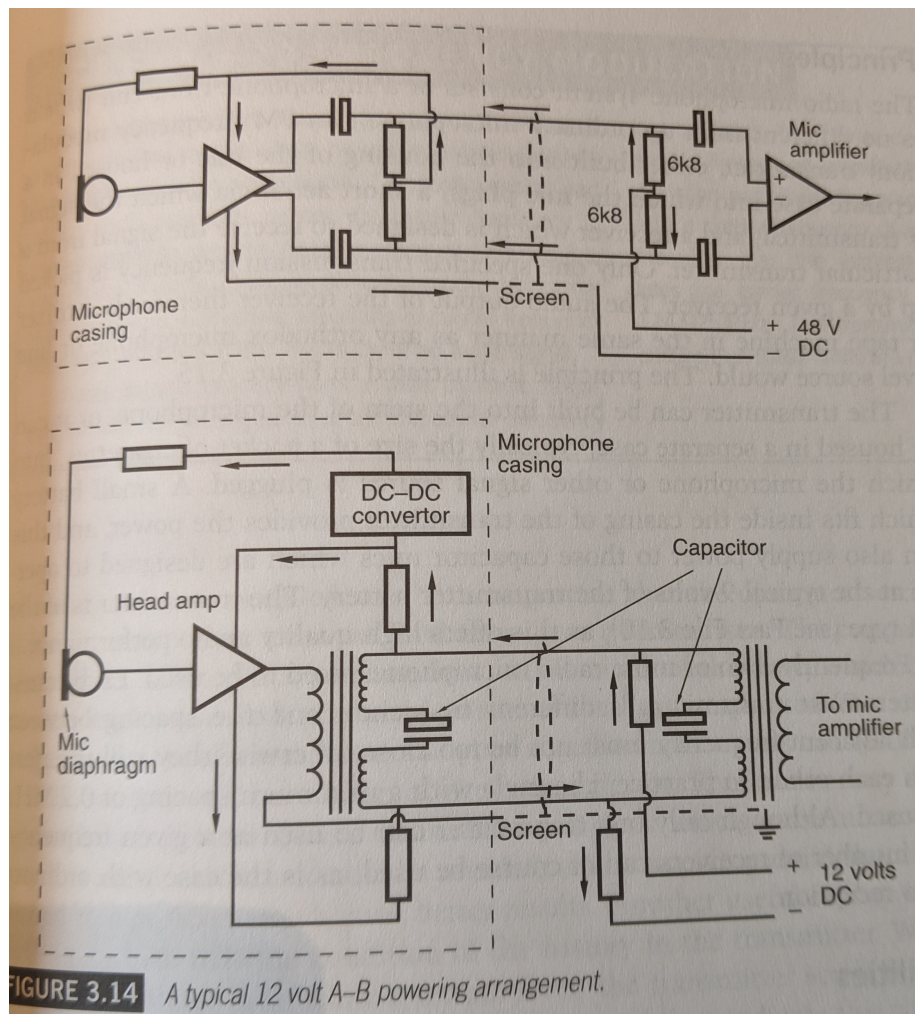 Mic
amplifier
6k8
6k8
Screen
Microphone
casing
+ 48 V
− DC
Microphone
casing
DC–DC
convertor
Capacitor
Head amp
To mic
amplifier
Mic
diaphragm
Screen
+ 12 volts
− DC
FIGURE 3.14 A typical 12 volt A–B powering arrangement.